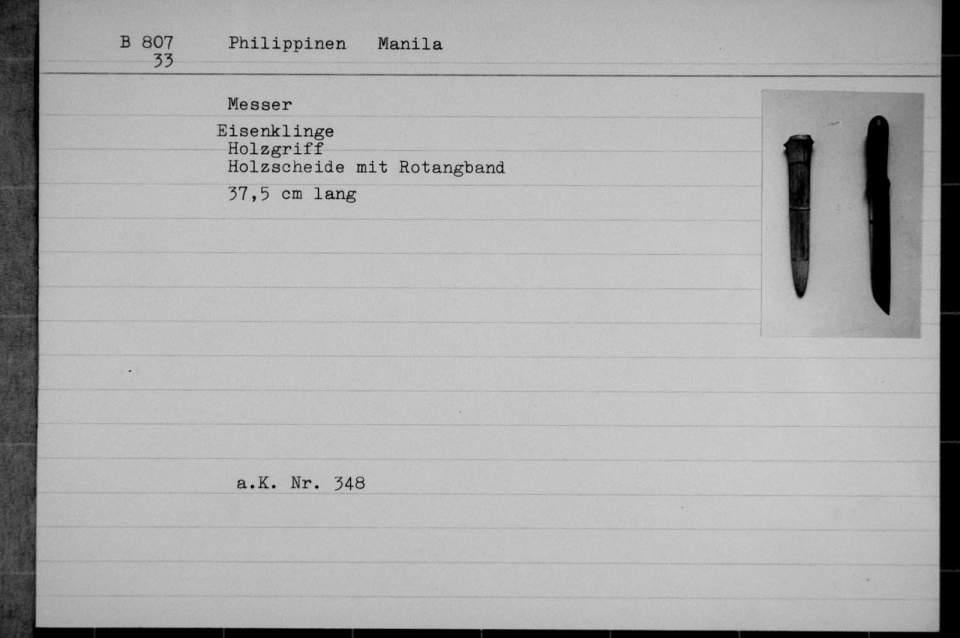 B 807 Philippinen Manila
33
Messer
Eisenklinge
Holzgriff
Holzscheide mit Rotangband
37,5 cm lang
a.K. Nr. 348